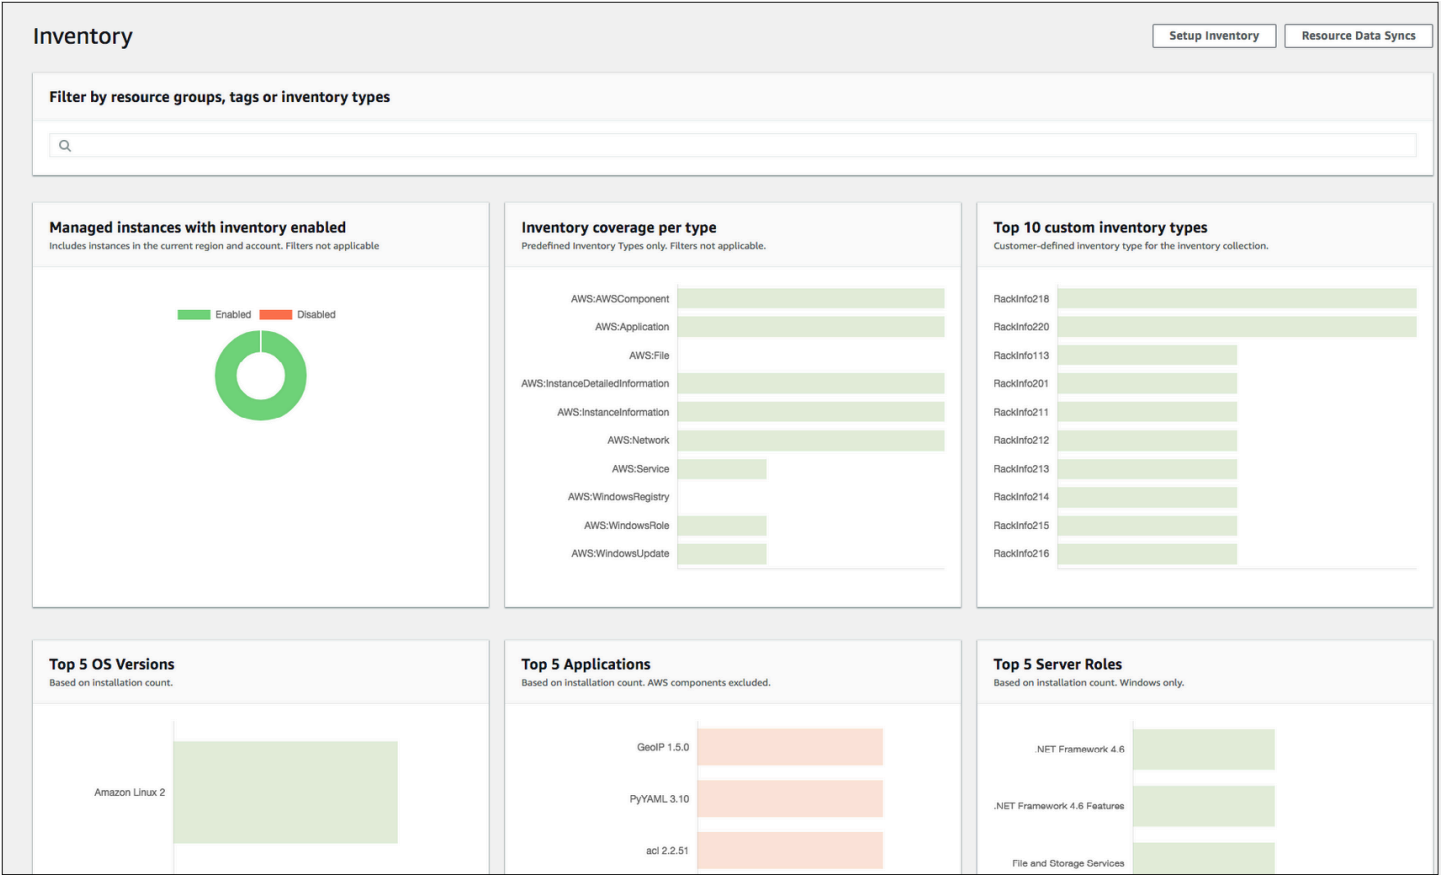 Inventory
Setup Inventory
Resource Data Syncs
Filter by resource groups, tags or inventory types
Managed instances with inventory enabled
Includes instances in the current region and account. Filters not applicable
Enabled
Disabled
Inventory coverage per type
Predefined Inventory Types only. Filters not applicable.
AWS:AWSComponent
AWS:Application
AWS:File
AWS:InstanceDetailedInformation
AWS:InstanceInformation
AWS:Network
AWS:Service
AWS:WindowsRegistry
AWS:WindowsRole
AWS:WindowsUpdate
Top 10 custom inventory types
Customer-defined inventory type for the inventory collection.
RackInfo218
RackInfo220
RackInfo113
RackInfo201
RackInfo211
RackInfo212
RackInfo213
RackInfo214
RackInfo215
RackInfo216
Top 5 OS Versions
Based on installation count.
Amazon Linux 2
Top 5 Applications
Based on installation count. AWS components excluded.
GeoIP 1.5.0
PyYAML 3.10
acl 2.2.51
Top 5 Server Roles
Based on installation count. Windows only.
.NET Framework 4.6
.NET Framework 4.6 Features
File and Storage Services